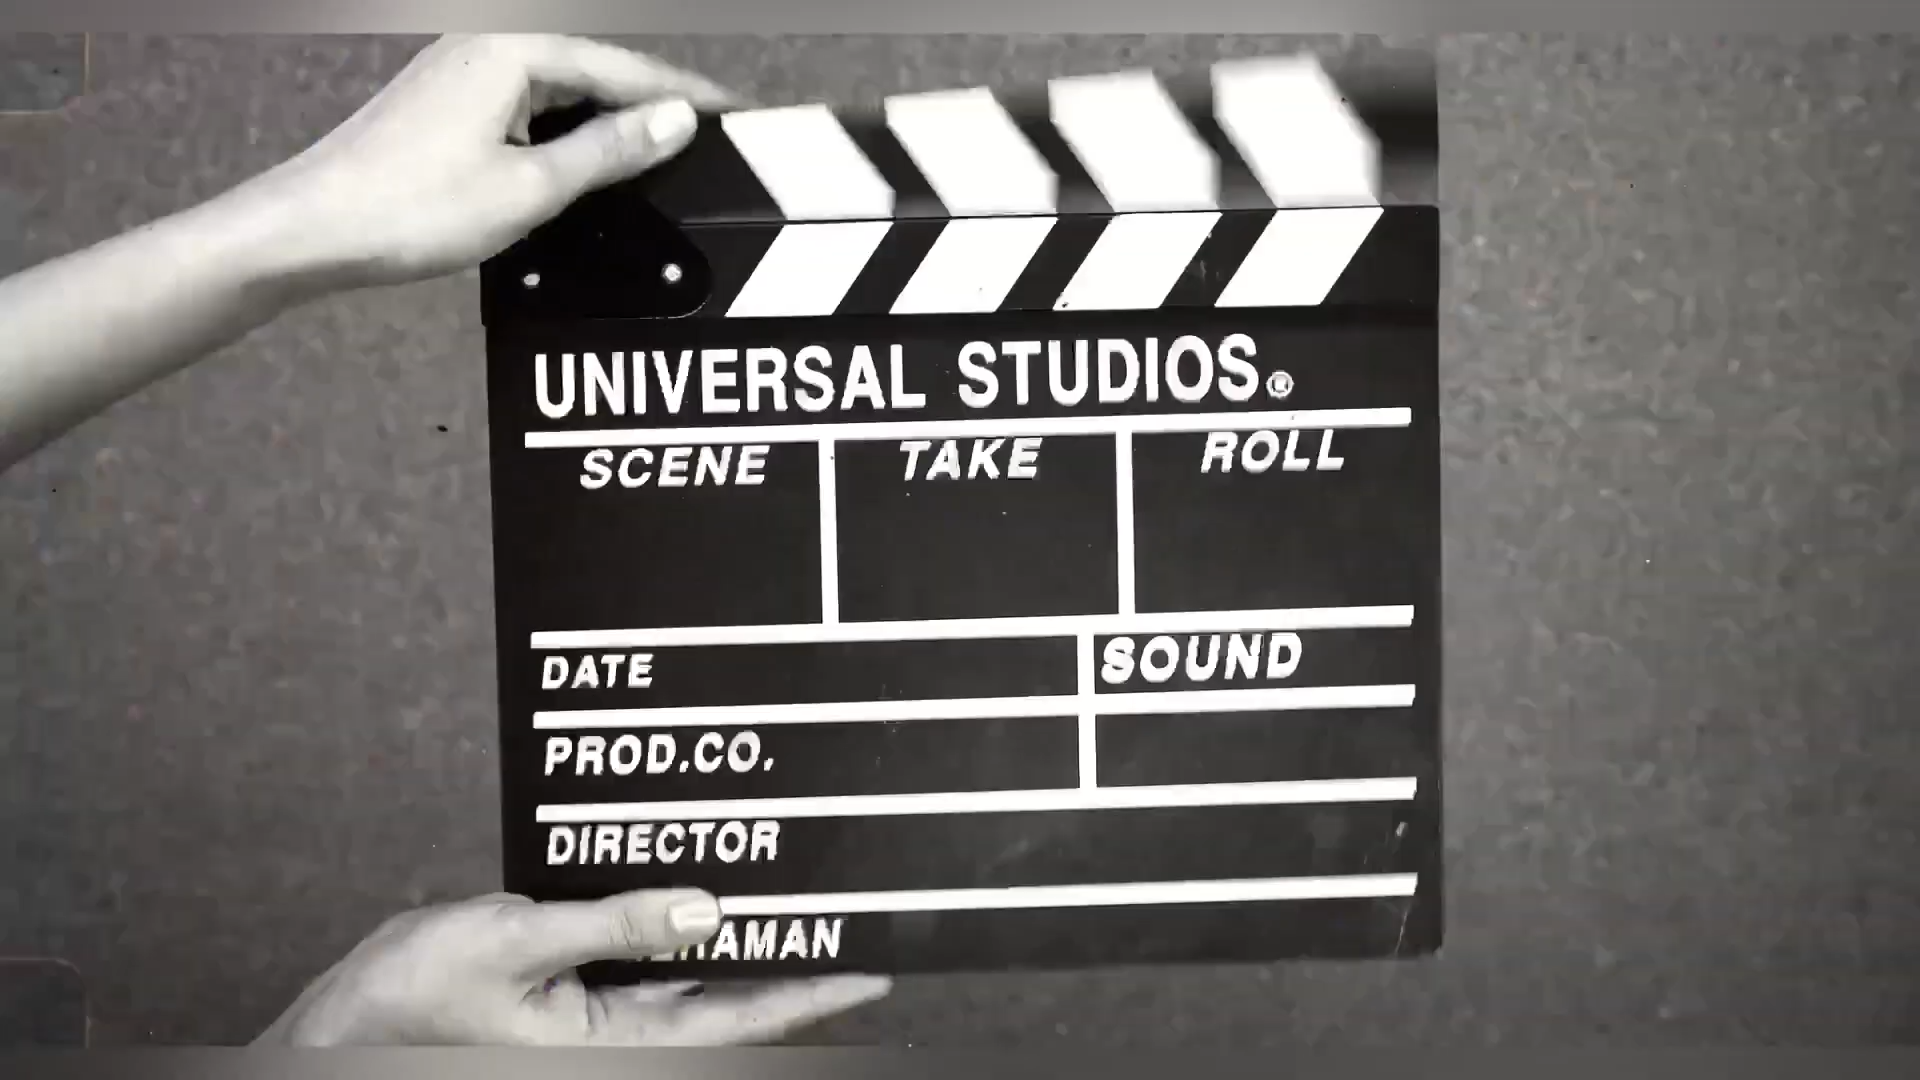 UNIVERSAL STUDIOS®
SCENE TAKE ROLL
DATE SOUND
PROD.CO.
DIRECTOR